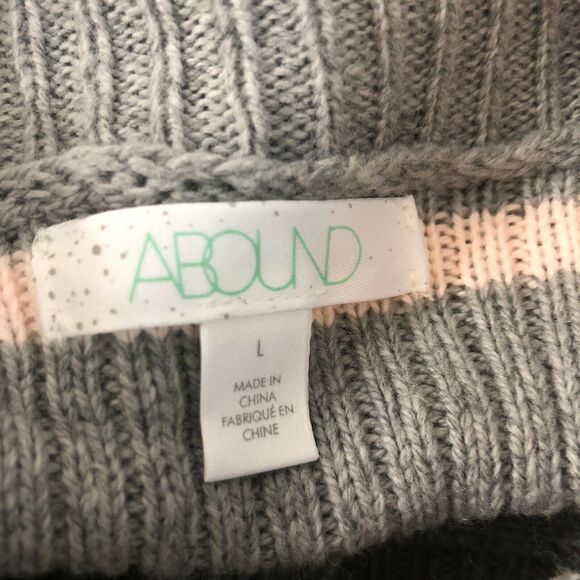 ABOUND
L
MADE IN
CHINA
FABRIQUÉ EN
CHINE